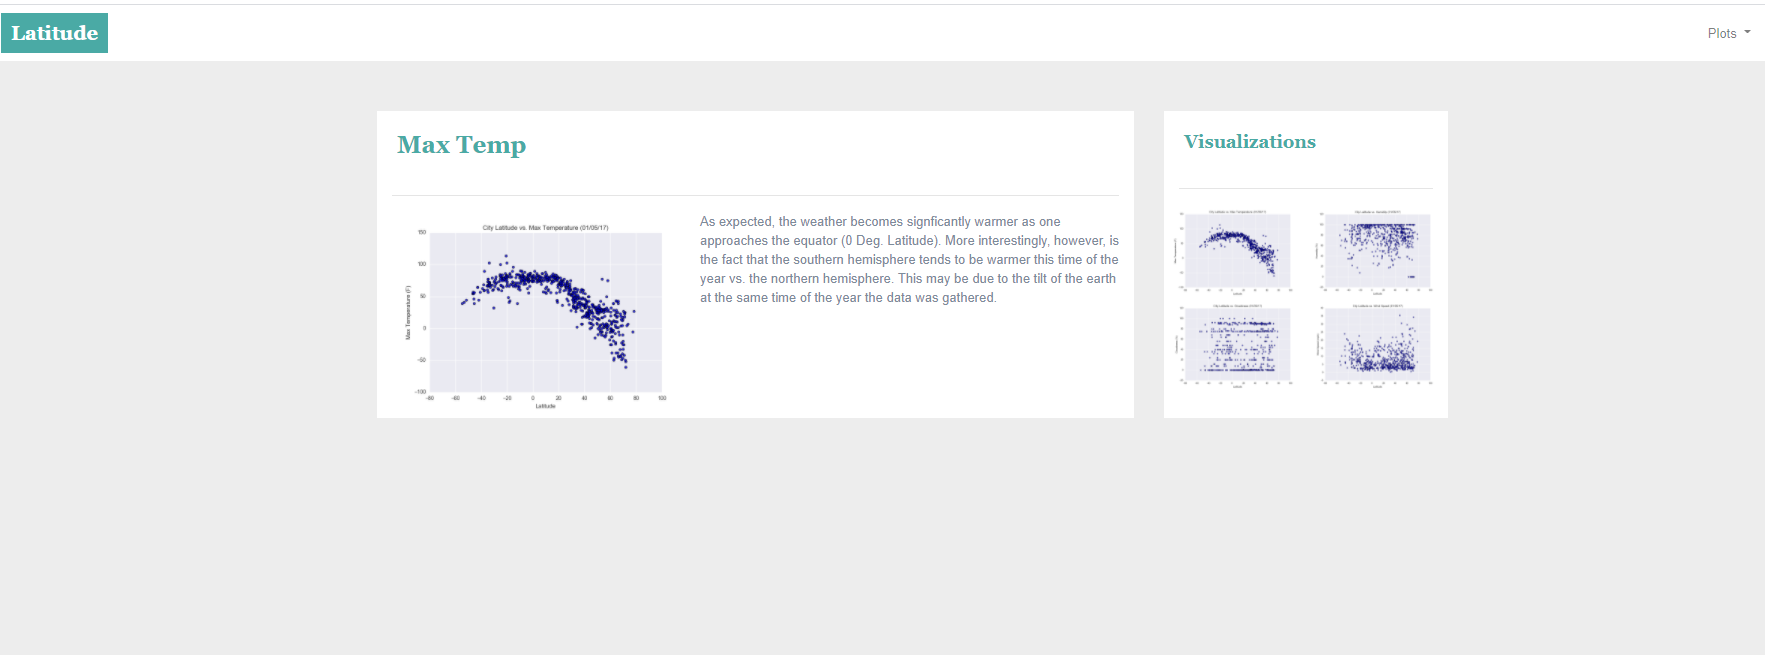 Latitude
Plots
Max Temp
As expected, the weather becomes signficantly warmer as one
approaches the equator (0 Deg. Latitude). More interestingly, however, is
the fact that the southern hemisphere tends to be warmer this time of the
year vs. the northern hemisphere. This may be due to the tilt of the earth
at the same time of the year the data was gathered.
City Latitude vs. Max Temperature (01/05/17)
Max Temperature (F)
150
100
50
0
-50
-100
-80 -60 -40 -20 0 20 40 60 80 100
Latitude
Visualizations